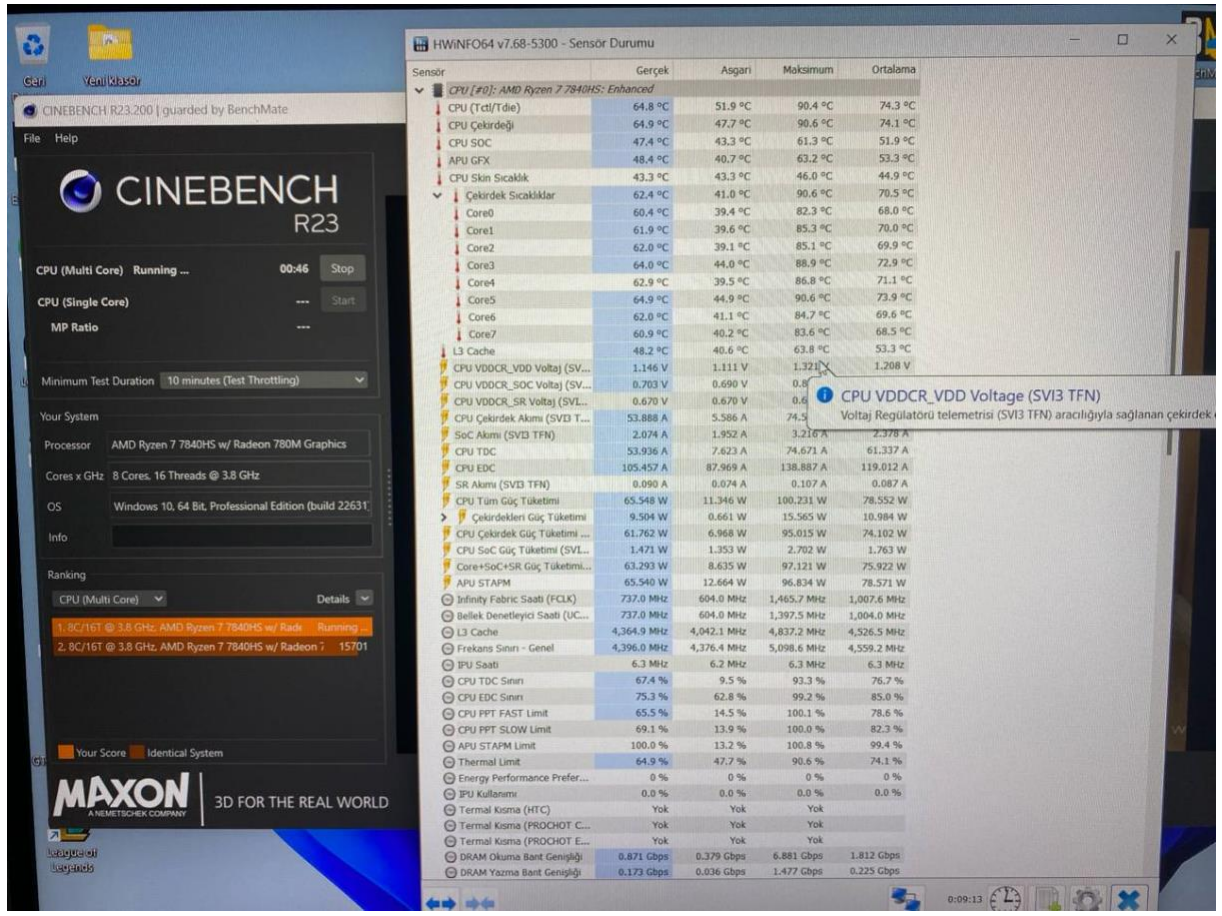 Geri
Yeni klasör
CINEBENCH R23.200 | guarded by BenchMate
File Help
CINEBENCH
R23
CPU (Multi Core) Running ... 00:46 Stop
CPU (Single Core) --- Start
MP Ratio ---
Minimum Test Duration 10 minutes (Test Throttling)
Your System
Processor AMD Ryzen 7 7840HS w/ Radeon 780M Graphics
Cores x GHz 8 Cores, 16 Threads @ 3.8 GHz
OS Windows 10, 64 Bit, Professional Edition (build 22631)
Info
Ranking
CPU (Multi Core) Details
1. 8C/16T @ 3.8 GHz, AMD Ryzen 7 7840HS w/ Rade Running ...
2. 8C/16T @ 3.8 GHz, AMD Ryzen 7 7840HS w/ Radeon 7 15701
Your Score Identical System
MAXON 3D FOR THE REAL WORLD
A NEMETSCHEK COMPANY
League of
Legends
HWiNFO64 v7.68-5300 - Sensör Durumu
Sensör Gerçek Asgari Maksimum Ortalama
CPU [#0]: AMD Ryzen 7 7840HS: Enhanced
CPU (Tctl/Tdie) 64.8 °C 51.9 °C 90.4 °C 74.3 °C
CPU Çekirdeği 64.9 °C 47.7 °C 90.6 °C 74.1 °C
CPU SOC 47.4 °C 43.3 °C 61.3 °C 51.9 °C
APU GFX 48.4 °C 40.7 °C 63.2 °C 53.3 °C
CPU Skin Sıcaklık 43.3 °C 43.3 °C 46.0 °C 44.9 °C
Çekirdek Sıcaklıklar 62.4 °C 41.0 °C 90.6 °C 70.5 °C
Core0 60.4 °C 39.4 °C 82.3 °C 68.0 °C
Core1 61.9 °C 39.6 °C 85.3 °C 70.0 °C
Core2 62.0 °C 39.1 °C 85.1 °C 69.9 °C
Core3 64.0 °C 44.0 °C 88.9 °C 72.9 °C
Core4 62.9 °C 39.5 °C 86.8 °C 71.1 °C
Core5 64.9 °C 44.9 °C 90.6 °C 73.9 °C
Core6 62.0 °C 41.1 °C 84.7 °C 69.6 °C
Core7 60.9 °C 40.2 °C 83.6 °C 68.5 °C
L3 Cache 48.2 °C 40.6 °C 63.8 °C 53.3 °C
CPU VDDCR_VDD Voltaj (SV... 1.146 V 1.111 V 1.321 V 1.208 V
CPU VDDCR_SOC Voltaj (SV... 0.703 V 0.690 V 0.8
CPU VDDCR_SR Voltaj (SVI... 0.670 V 0.670 V 0.6
CPU VDDCR_VDD Voltage (SVI3 TFN)
Voltaj Regülatörü telemetrisi (SVI3 TFN) aracılığıyla sağlanan çekirdek
CPU Çekirdek Akımı (SVI3 T... 53.888 A 5.586 A 74.5
SoC Akımı (SVI3 TFN) 2.074 A 1.952 A 3.216 A 2.378 A
CPU TDC 53.936 A 7.623 A 74.671 A 61.337 A
CPU EDC 105.457 A 87.969 A 138.887 A 119.012 A
SR Akımı (SVI3 TFN) 0.090 A 0.074 A 0.107 A 0.087 A
CPU Tüm Güç Tüketimi 65.548 W 11.346 W 100.231 W 78.552 W
Çekirdekleri Güç Tüketimi 9.504 W 0.661 W 15.565 W 10.984 W
CPU Çekirdek Güç Tüketimi ... 61.762 W 6.968 W 95.015 W 74.102 W
CPU SoC Güç Tüketimi (SVI... 1.471 W 1.353 W 2.702 W 1.763 W
Core+SoC+SR Güç Tüketimi... 63.293 W 8.635 W 97.121 W 75.922 W
APU STAPM 65.540 W 12.664 W 96.834 W 78.571 W
Infinity Fabric Saati (FCLK) 737.0 MHz 604.0 MHz 1,465.7 MHz 1,007.6 MHz
Bellek Denetleyici Saati (UC... 737.0 MHz 604.0 MHz 1,397.5 MHz 1,004.0 MHz
L3 Cache 4,364.9 MHz 4,042.1 MHz 4,837.2 MHz 4,526.5 MHz
Frekans Sınırı - Genel 4,396.0 MHz 4,376.4 MHz 5,098.6 MHz 4,559.2 MHz
IPU Saati 6.3 MHz 6.2 MHz 6.3 MHz 6.3 MHz
CPU TDC Sınırı 67.4 % 9.5 % 93.3 % 76.7 %
CPU EDC Sınırı 75.3 % 62.8 % 99.2 % 85.0 %
CPU PPT FAST Limit 65.5 % 14.5 % 100.1 % 78.6 %
CPU PPT SLOW Limit 69.1 % 13.9 % 100.0 % 82.3 %
APU STAPM Limit 100.0 % 13.2 % 100.8 % 99.4 %
Thermal Limit 64.9 % 47.7 % 90.6 % 74.1 %
Energy Performance Prefer... 0 % 0 % 0 % 0 %
IPU Kullanımı 0.0 % 0.0 % 0.0 % 0.0 %
Termal Kısma (HTC) Yok Yok Yok
Termal Kısma (PROCHOT C... Yok Yok Yok
Termal Kısma (PROCHOT E... Yok Yok Yok
DRAM Okuma Bant Genişliği 0.871 Gbps 0.379 Gbps 6.881 Gbps 1.812 Gbps
DRAM Yazma Bant Genişliği 0.173 Gbps 0.036 Gbps 1.477 Gbps 0.225 Gbps
0:09:13